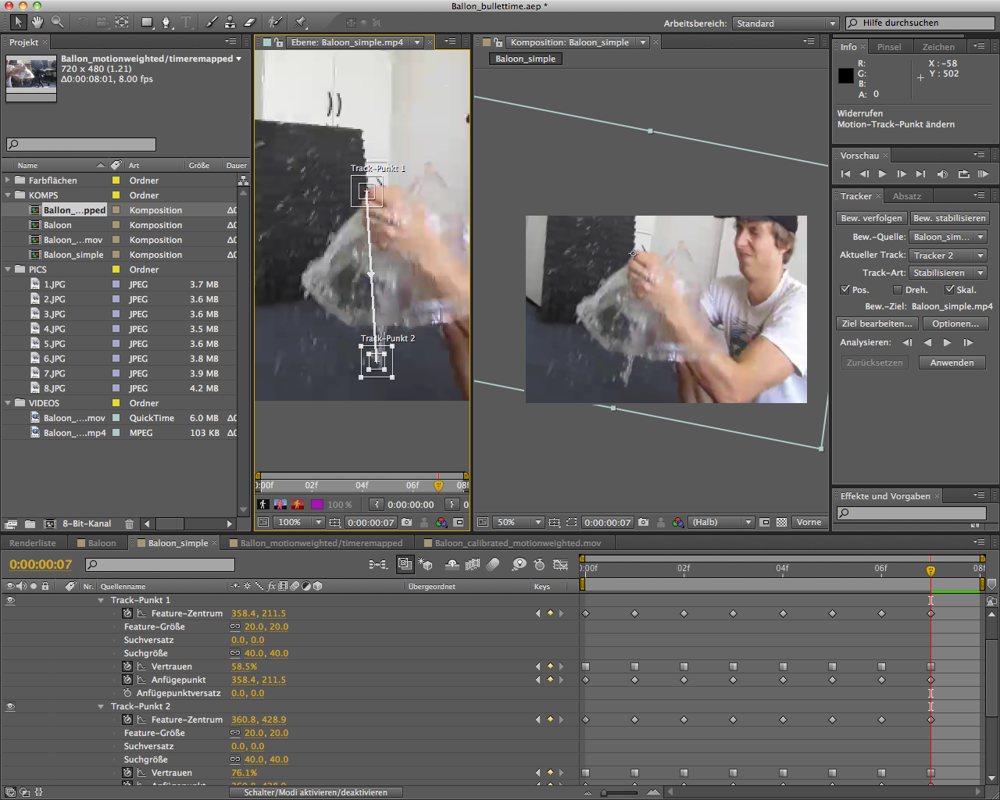 Ballon_bullettime.aep *
Arbeitsbereich: Standard
Hilfe durchsuchen
Projekt
Ballon_motionweighted/timeremapped
720 x 480 (1.21)
Δ0:00:08:01, 8.00 fps
Name Art Größe Dauer
Farbflächen Ordner
KOMPS Ordner
Ballon_...pped Komposition Δ0
Baloon Komposition Δ0
Baloon_....mov Komposition Δ0
Baloon_simple Komposition Δ0
PICS Ordner
1.JPG JPEG 3.7 MB
2.JPG JPEG 3.6 MB
3.JPG JPEG 3.6 MB
4.JPG JPEG 3.5 MB
5.JPG JPEG 3.6 MB
6.JPG JPEG 3.8 MB
7.JPG JPEG 3.9 MB
8.JPG JPEG 4.2 MB
VIDEOS Ordner
Baloon_....mov QuickTime 6.0 MB Δ0
Baloon_....mp4 MPEG 103 KB Δ0
8-Bit-Kanal
Ebene: Baloon_simple.mp4
Track-Punkt 1
Track-Punkt 2
0:00f 02f 04f 06f 08f
100 % 0:00:00:00 0
100% 0:00:00:07
Komposition: Baloon_simple
Baloon_simple
50% 0:00:00:07 (Halb) Vorne
Info Pinsel Zeichen
R: X : -58
G: Y : 502
B:
A: 0
Widerrufen
Motion-Track-Punkt ändern
Vorschau
Tracker Absatz
Bew. verfolgen Bew. stabilisieren
Bew.-Quelle: Baloon_sim...
Aktueller Track: Tracker 2
Track-Art: Stabilisieren
Pos. Dreh. Skal.
Bew.-Ziel: Baloon_simple.mp4
Ziel bearbeiten... Optionen...
Analysieren:
Zurücksetzen Anwenden
Effekte und Vorgaben
Renderliste Baloon Baloon_simple Ballon_motionweighted/timeremapped Baloon_calibrated_motionweighted.mov
0:00:00:07
0:00f 02f 04f 06f 08f
Nr. Quellenname Übergeordnet Keys
Track-Punkt 1
Feature-Zentrum 358.4, 211.5
Feature-Größe 20.0, 20.0
Suchversatz 0.0, 0.0
Suchgröße 40.0, 40.0
Vertrauen 58.5%
Anfügepunkt 358.4, 211.5
Anfügepunktversatz 0.0, 0.0
Track-Punkt 2
Feature-Zentrum 360.8, 428.9
Feature-Größe 20.0, 20.0
Suchversatz 0.0, 0.0
Suchgröße 40.0, 40.0
Vertrauen 76.1%
Anfügepunkt 360.8, 428.9
Schalter/Modi aktivieren/deaktivieren